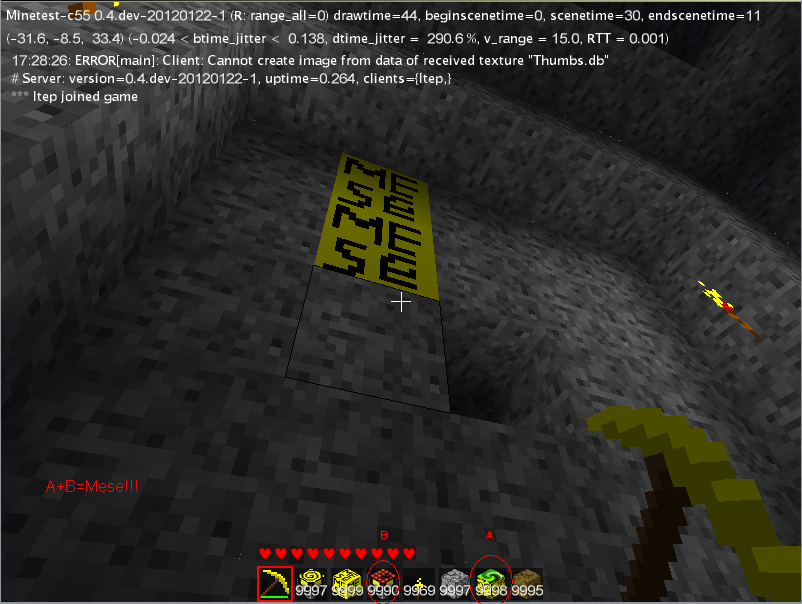 Minetest-c55 0.4.dev-20120122-1 (R: range_all=0) drawtime=44, beginscenetime=0, scenetime=30, endscenetime=11
(-31.6, -8.5, 33.4) (-0.024 < btime_jitter < 0.138, dtime_jitter = 290.6 %, v_range = 15.0, RTT = 0.001)
17:28:26: ERROR[main]: Client: Cannot create image from data of received texture "Thumbs.db"
# Server: version=0.4.dev-20120122-1, uptime=0.264, clients={ltep,}
*** ltep joined game
ME
Se
ME
Se
A+B=Mese!!!
B A
9997 9999 9990 9969 9997 9898 9995